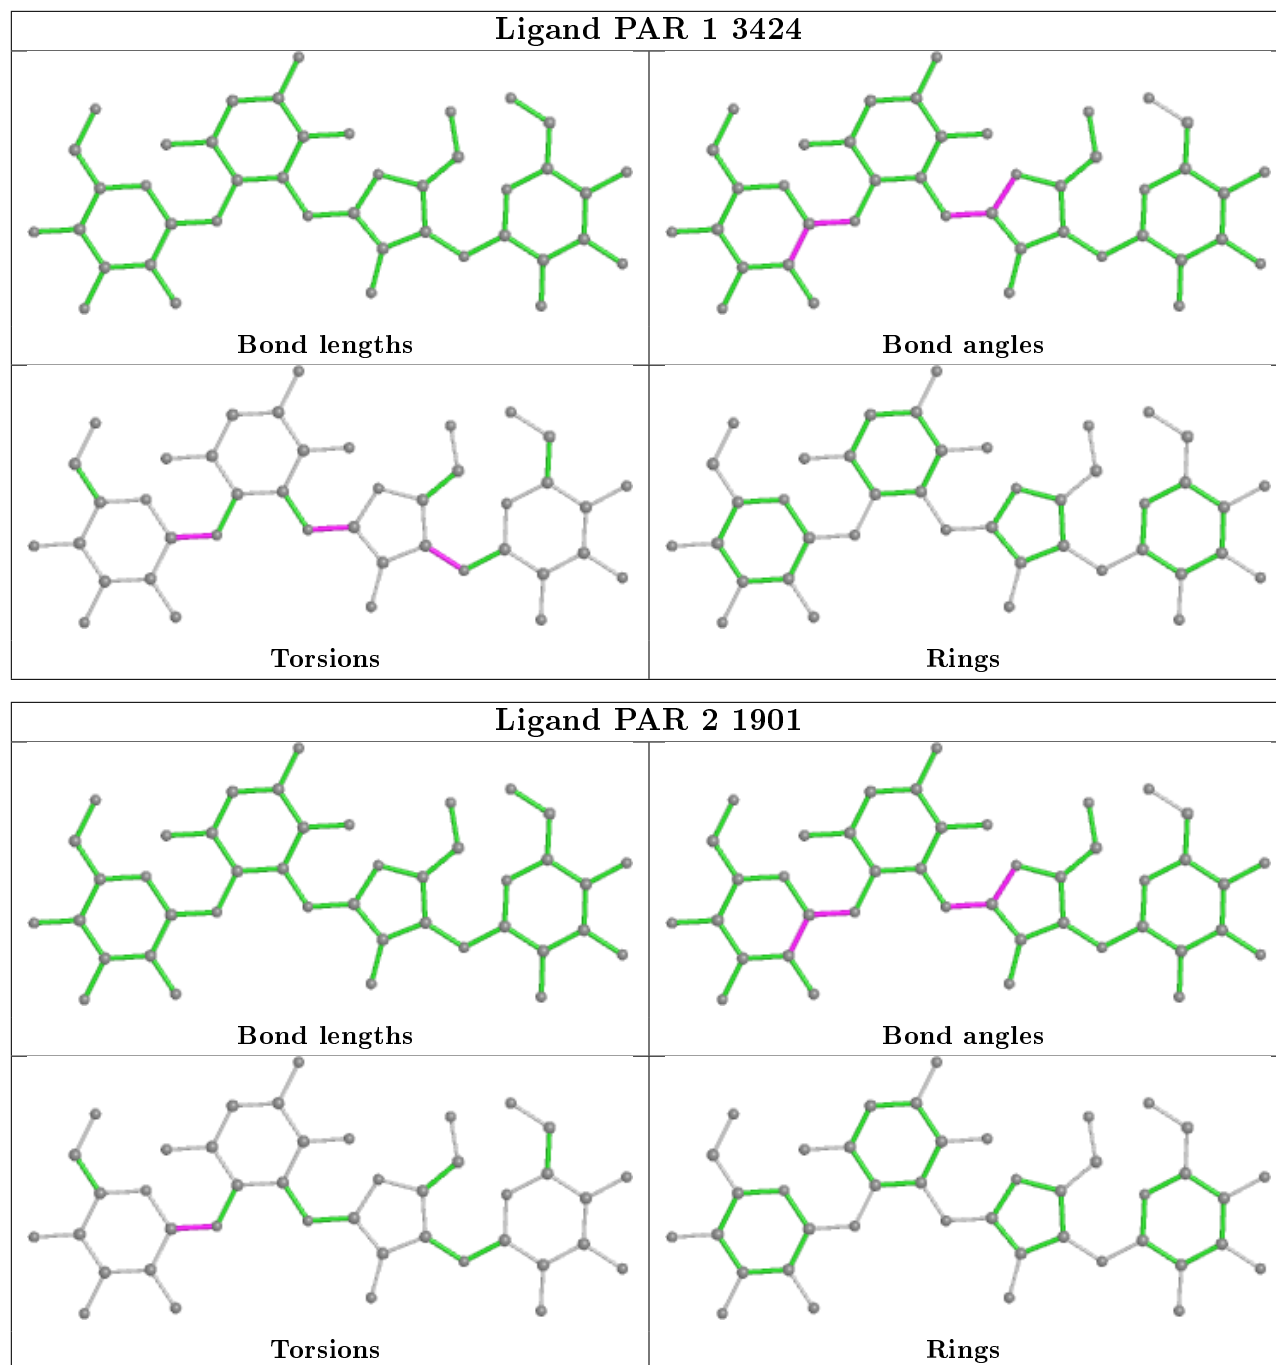 Ligand PAR 1 3424
Bond lengths
Bond angles
Torsions
Rings
Ligand PAR 2 1901
Bond lengths
Bond angles
Torsions
Rings